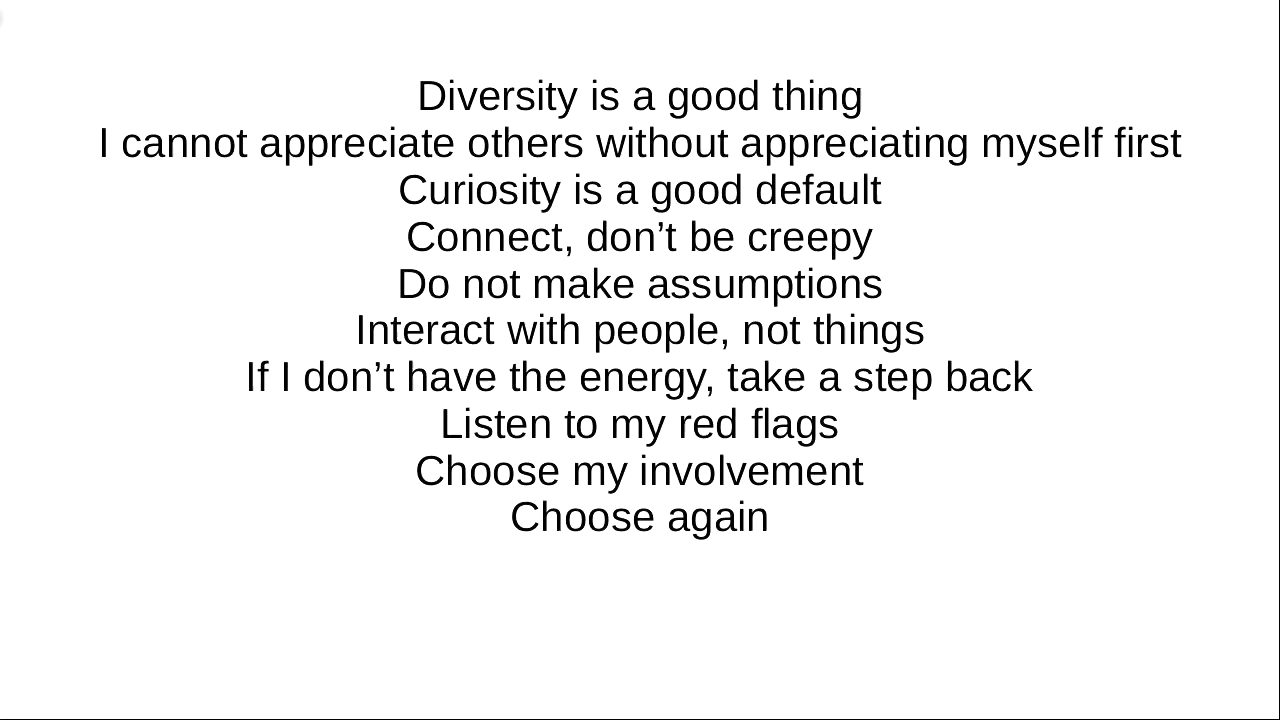 Diversity is a good thing
I cannot appreciate others without appreciating myself first
Curiosity is a good default
Connect, don’t be creepy
Do not make assumptions
Interact with people, not things
If I don’t have the energy, take a step back
Listen to my red flags
Choose my involvement
Choose again